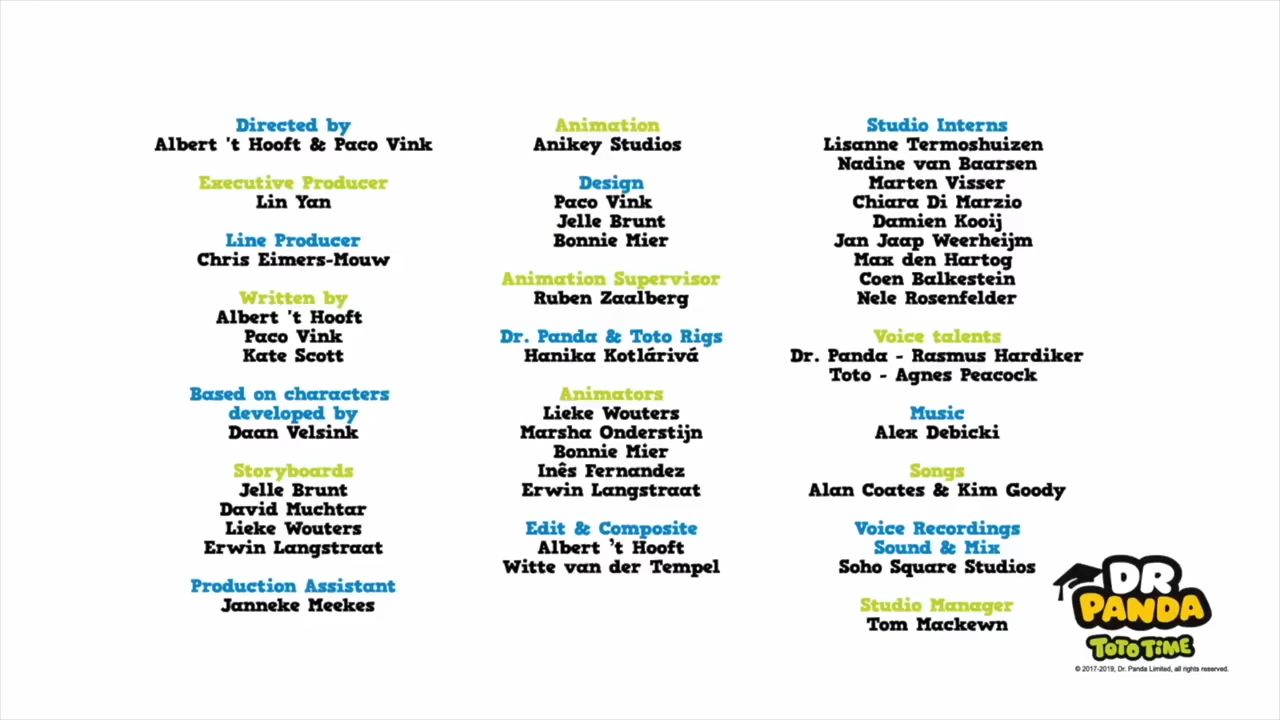 Directed by
Albert 't Hooft & Paco Vink
Executive Producer
Lin Yan
Line Producer
Chris Eimers-Mouw
Written by
Albert 't Hooft
Paco Vink
Kate Scott
Based on characters
developed by
Daan Velsink
Storyboards
Jelle Brunt
David Muchtar
Lieke Wouters
Erwin Langstraat
Production Assistant
Janneke Meekes
Animation
Anikey Studios
Design
Paco Vink
Jelle Brunt
Bonnie Mier
Animation Supervisor
Ruben Zaalberg
Dr. Panda & Toto Rigs
Hanika Kotlárivá
Animators
Lieke Wouters
Marsha Onderstijn
Bonnie Mier
Inês Fernandez
Erwin Langstraat
Edit & Composite
Albert ’t Hooft
Witte van der Tempel
Studio Interns
Lisanne Termoshuizen
Nadine van Baarsen
Marten Visser
Chiara Di Marzio
Damien Kooij
Jan Jaap Weerheijm
Max den Hartog
Coen Balkestein
Nele Rosenfelder
Voice talents
Dr. Panda - Rasmus Hardiker
Toto - Agnes Peacock
Music
Alex Debicki
Songs
Alan Coates & Kim Goody
Voice Recordings
Sound & Mix
Soho Square Studios
Studio Manager
Tom Mackewn
DR
PANDA
TOTO TIME
© 2017-2019, Dr. Panda Limited, all rights reserved.